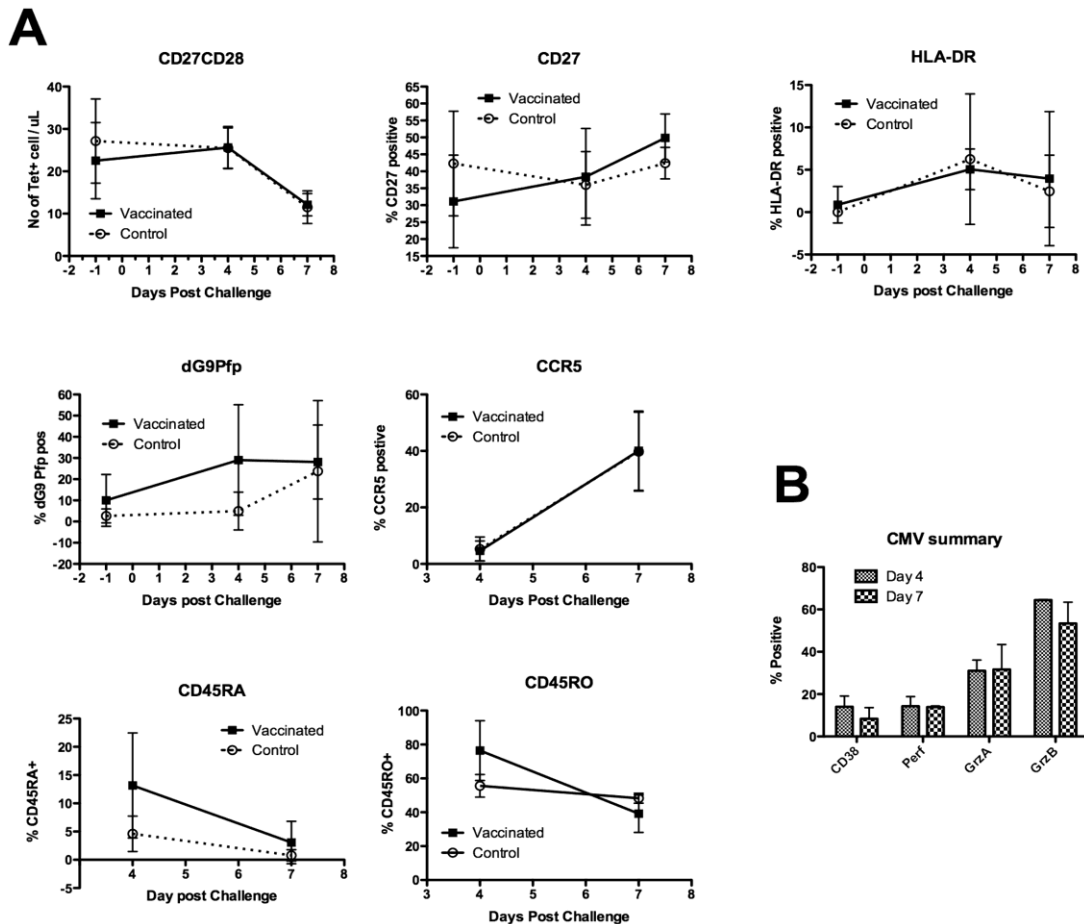 A
CD27CD28
No of Tet+ cell / uL
40
30
20
10
0
Vaccinated
Control
-2 -1 0 1 2 3 4 5 6 7 8
Days Post Challenge
CD27
% CD27 positive
65
60
55
50
45
40
35
30
25
20
15
Vaccinated
Control
-2 -1 0 1 2 3 4 5 6 7 8
Days Post Challenge
HLA-DR
% HLA-DR positive
15
10
5
0
-5
Vaccinated
Control
-2 -1 0 1 2 3 4 5 6 7 8
Days post Challenge
dG9Pfp
% dG9 Pfp pos
60
50
40
30
20
10
0
-10
-20
Vaccinated
Control
-2 -1 0 1 2 3 4 5 6 7 8
Days post Challenge
CCR5
% CCR5 postive
60
40
20
0
Vaccinated
Control
3 4 5 6 7 8
Days Post Challenge
B
CMV summary
% Positive
80
60
40
20
0
Day 4
Day 7
CD38
Perf
GrzA
GrzB
CD45RA
% CD45RA+
25
20
15
10
5
0
-5
Vaccinated
Control
3 4 5 6 7 8
Day post Challenge
CD45RO
% CD45RO+
100
80
60
40
20
0
Vaccinated
Control
3 4 5 6 7 8
Days Post Challenge